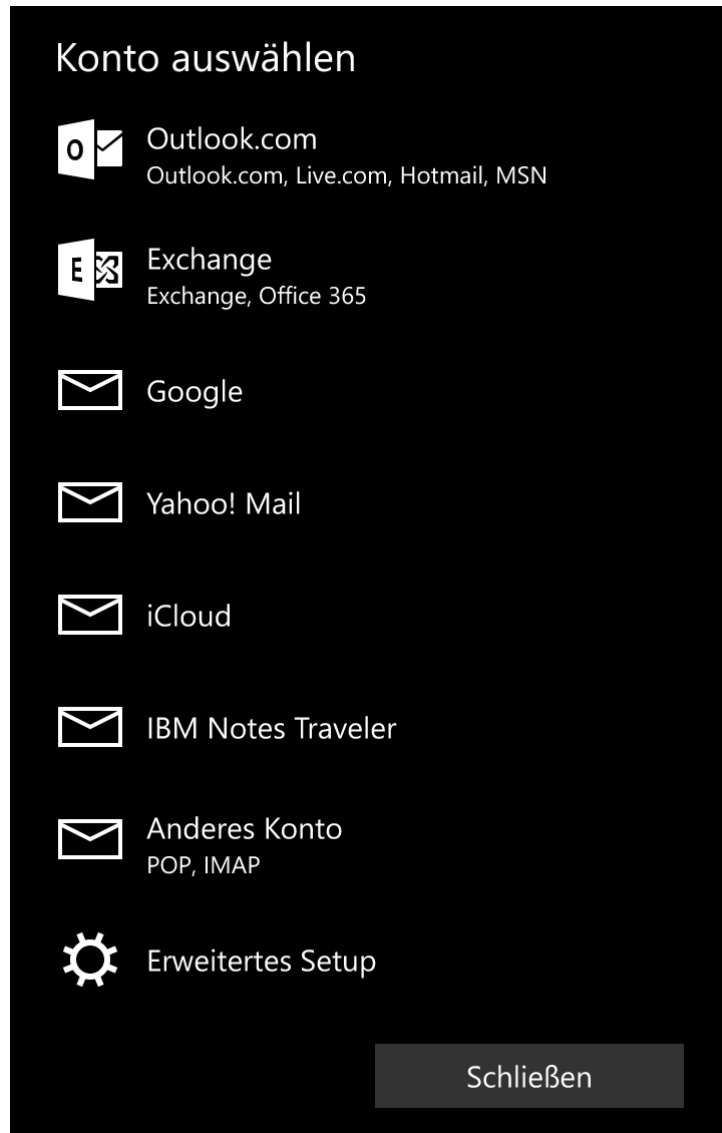 Konto auswählen
O
Outlook.com
Outlook.com, Live.com, Hotmail, MSN
E
Exchange
Exchange, Office 365
Google
Yahoo! Mail
iCloud
IBM Notes Traveler
Anderes Konto
POP, IMAP
Erweitertes Setup
Schließen